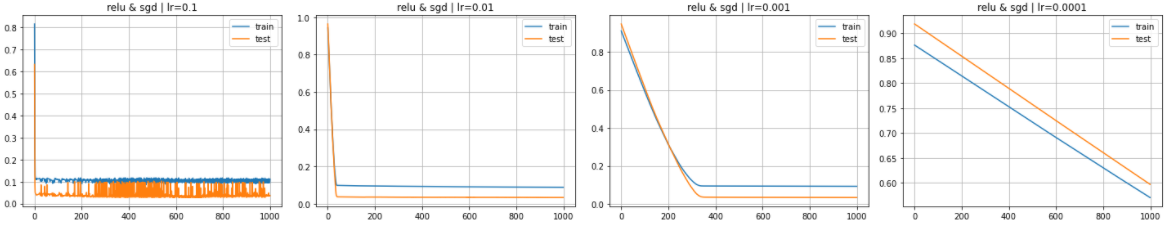 relu & sgd | lr=0.1
train
test
0.8
0.7
0.6
0.5
0.4
0.3
0.2
0.1
0.0
0 200 400 600 800 1000
relu & sgd | lr=0.01
train
test
1.0
0.8
0.6
0.4
0.2
0.0
0 200 400 600 800 1000
relu & sgd | lr=0.001
train
test
0.8
0.6
0.4
0.2
0.0
0 200 400 600 800 1000
relu & sgd | lr=0.0001
train
test
0.90
0.85
0.80
0.75
0.70
0.65
0.60
0 200 400 600 800 1000